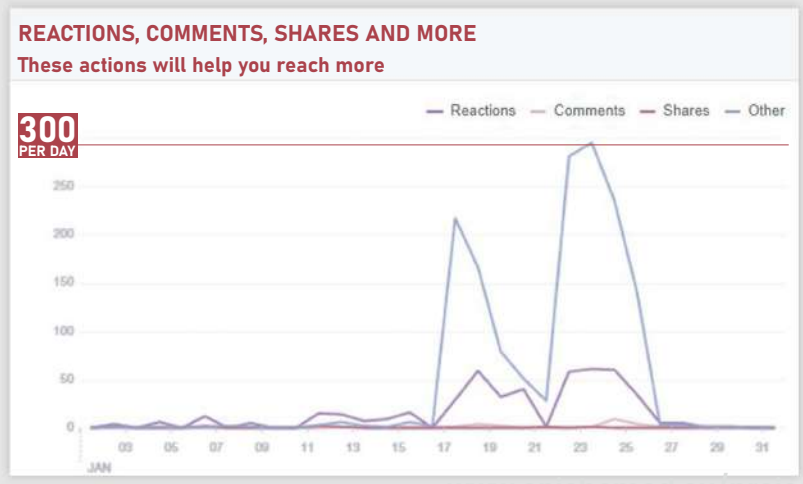 REACTIONS, COMMENTS, SHARES AND MORE
These actions will help you reach more
Reactions Comments Shares Other
300
PER DAY
250
200
150
100
50
0
03 05 07 09 11 13 15 17 19 21 23 25 27 29 31
JAN